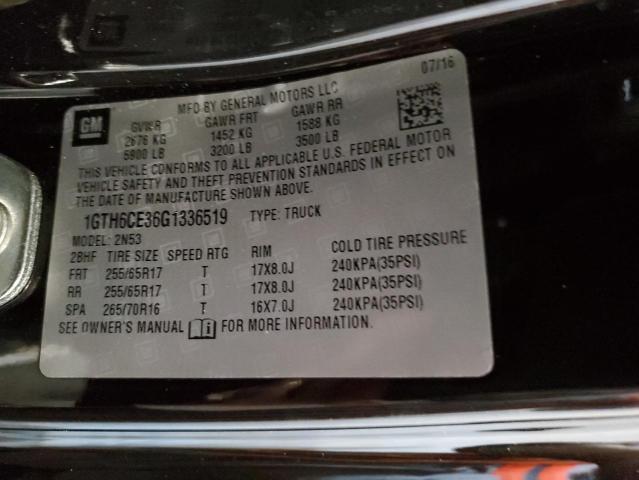 07/16
GM
MFD BY GENERAL MOTORS LLC
GVWR GAWR FRT GAWR RR
2676 KG 1452 KG 1588 KG
5900 LB 3200 LB 3500 LB
THIS VEHICLE CONFORMS TO ALL APPLICABLE U.S. FEDERAL MOTOR
VEHICLE SAFETY AND THEFT PREVENTION STANDARDS IN EFFECT ON
THE DATE OF MANUFACTURE SHOWN ABOVE.
1GTH6CE36G1336519 TYPE: TRUCK
MODEL: 2N53
2BHF TIRE SIZE SPEED RTG RIM COLD TIRE PRESSURE
FRT 255/65R17 T 17X8.0J 240KPA(35PSI)
RR 255/65R17 T 17X8.0J 240KPA(35PSI)
SPA 265/70R16 T 16X7.0J 240KPA(35PSI)
SEE OWNER'S MANUAL FOR MORE INFORMATION.